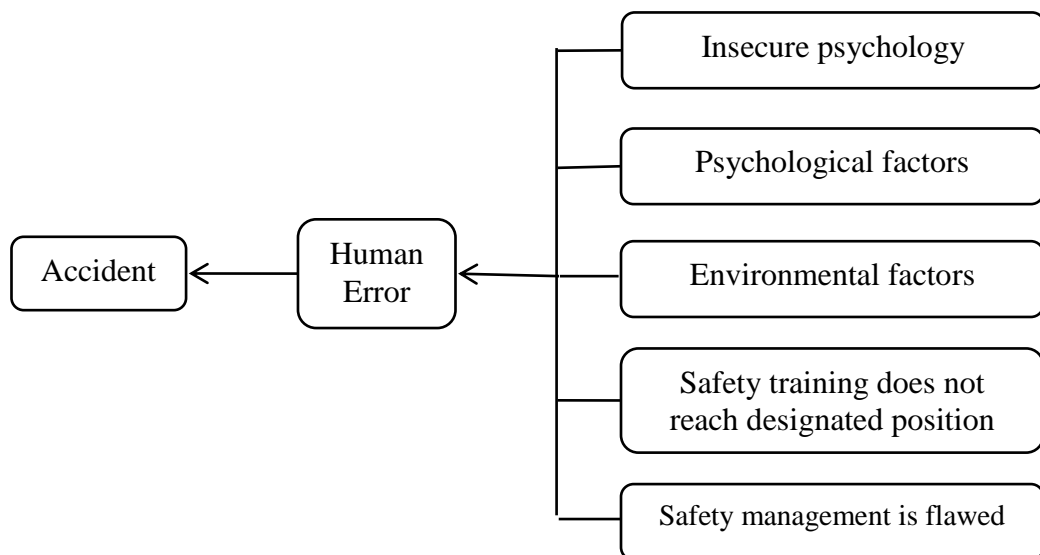 Insecure psychology
Psychological factors
Accident
Human
Error
Environmental factors
Safety training does not
reach designated position
Safety management is flawed